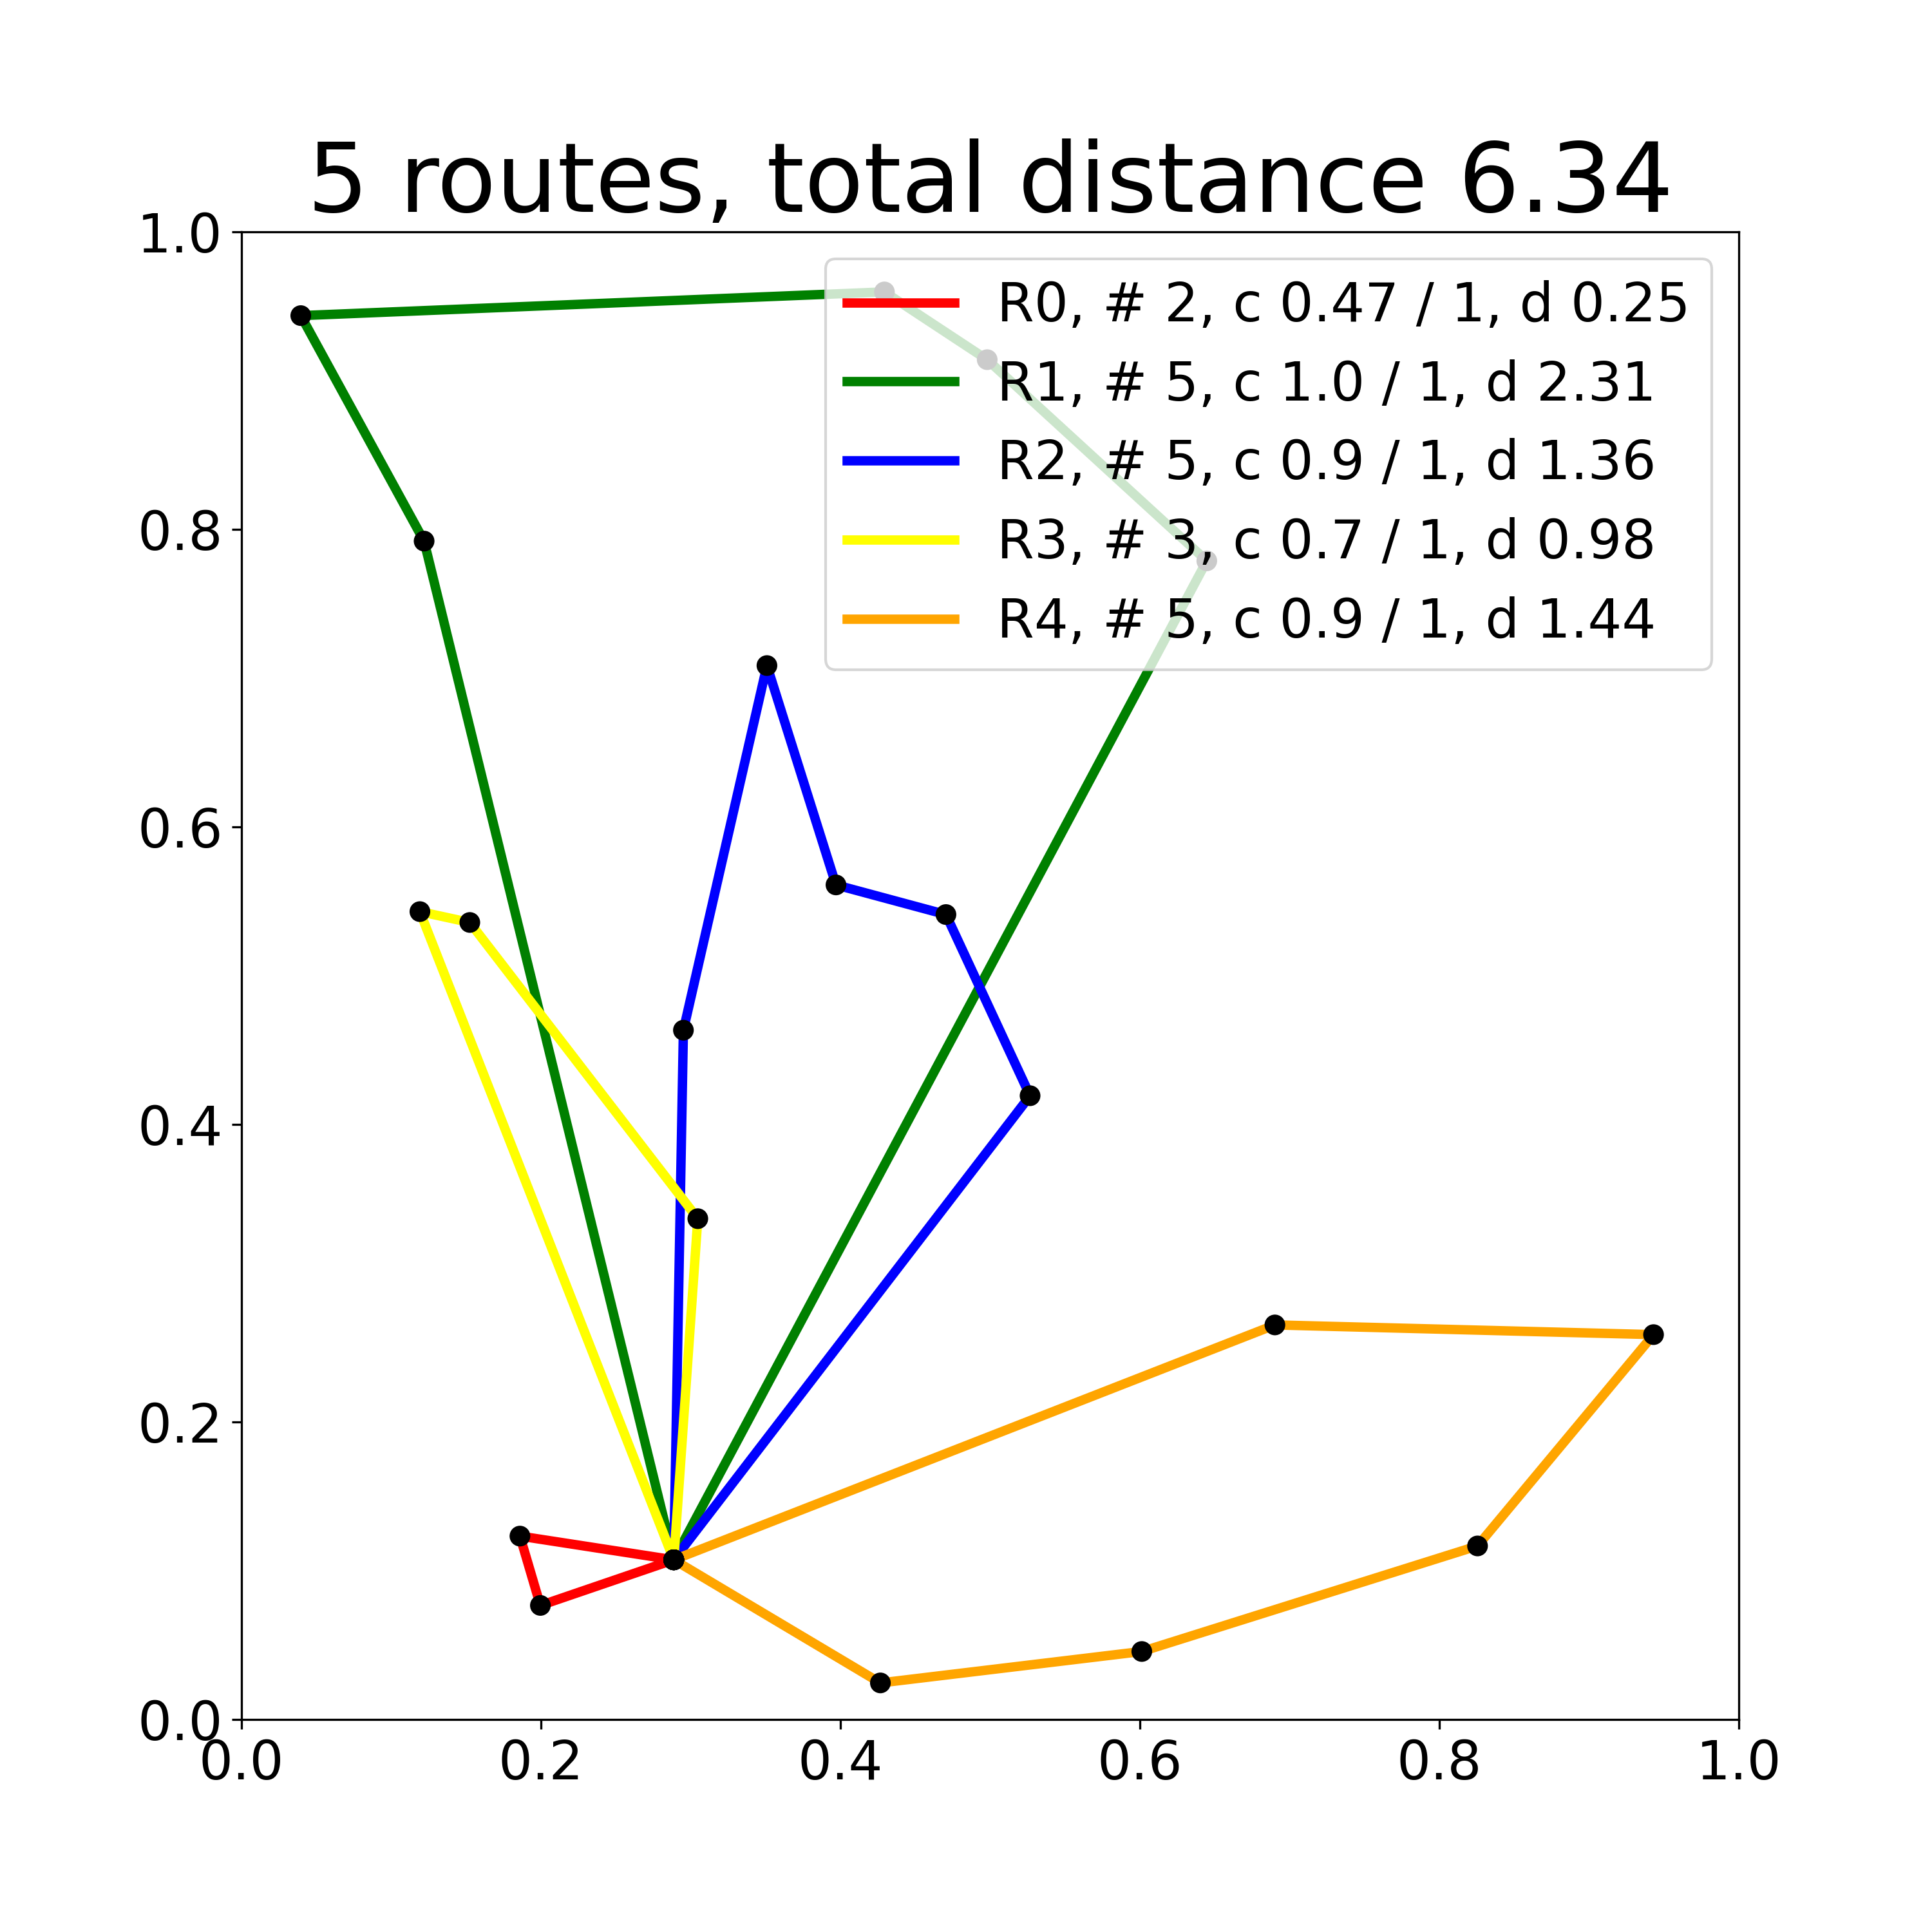 5 routes, total distance 6.34
1.0
0.8
0.6
0.4
0.2
0.0
R0, # 2, c 0.47 / 1, d 0.25
R1, # 5, c 1.0 / 1, d 2.31
R2, # 5, c 0.9 / 1, d 1.36
R3, # 3, c 0.7 / 1, d 0.98
R4, # 5, c 0.9 / 1, d 1.44
0.0 0.2 0.4 0.6 0.8 1.0